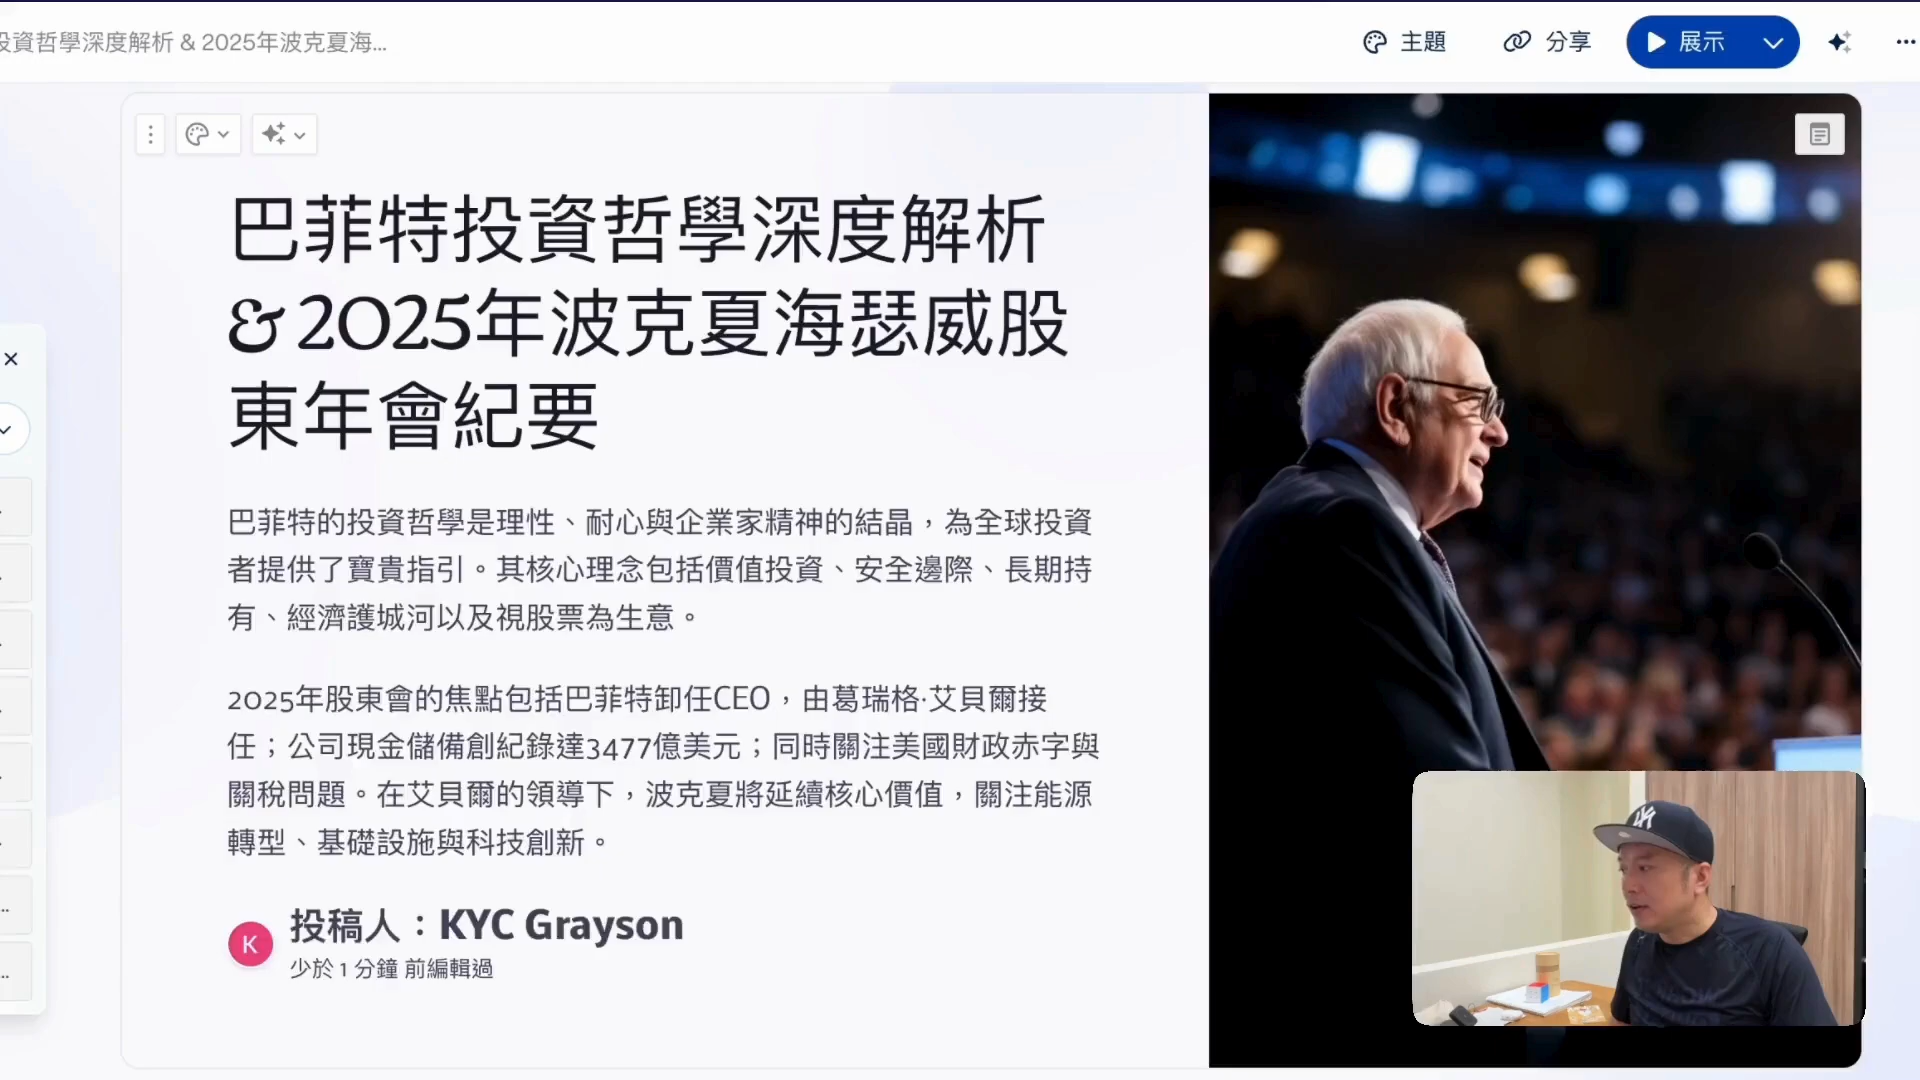 投資哲學深度解析 & 2025年波克夏海...
主題
分享
展示
巴菲特投資哲學深度解析
& 2025年波克夏海瑟威股
東年會紀要
巴菲特的投資哲學是理性、耐心與企業家精神的結晶，為全球投資
者提供了寶貴指引。其核心理念包括價值投資、安全邊際、長期持
有、經濟護城河以及視股票為生意。
2025年股東會的焦點包括巴菲特卸任CEO，由葛瑞格·艾貝爾接
任；公司現金儲備創紀錄達3477億美元；同時關注美國財政赤字與
關稅問題。在艾貝爾的領導下，波克夏將延續核心價值，關注能源
轉型、基礎設施與科技創新。
K
投稿人：KYC Grayson
少於 1 分鐘 前編輯過